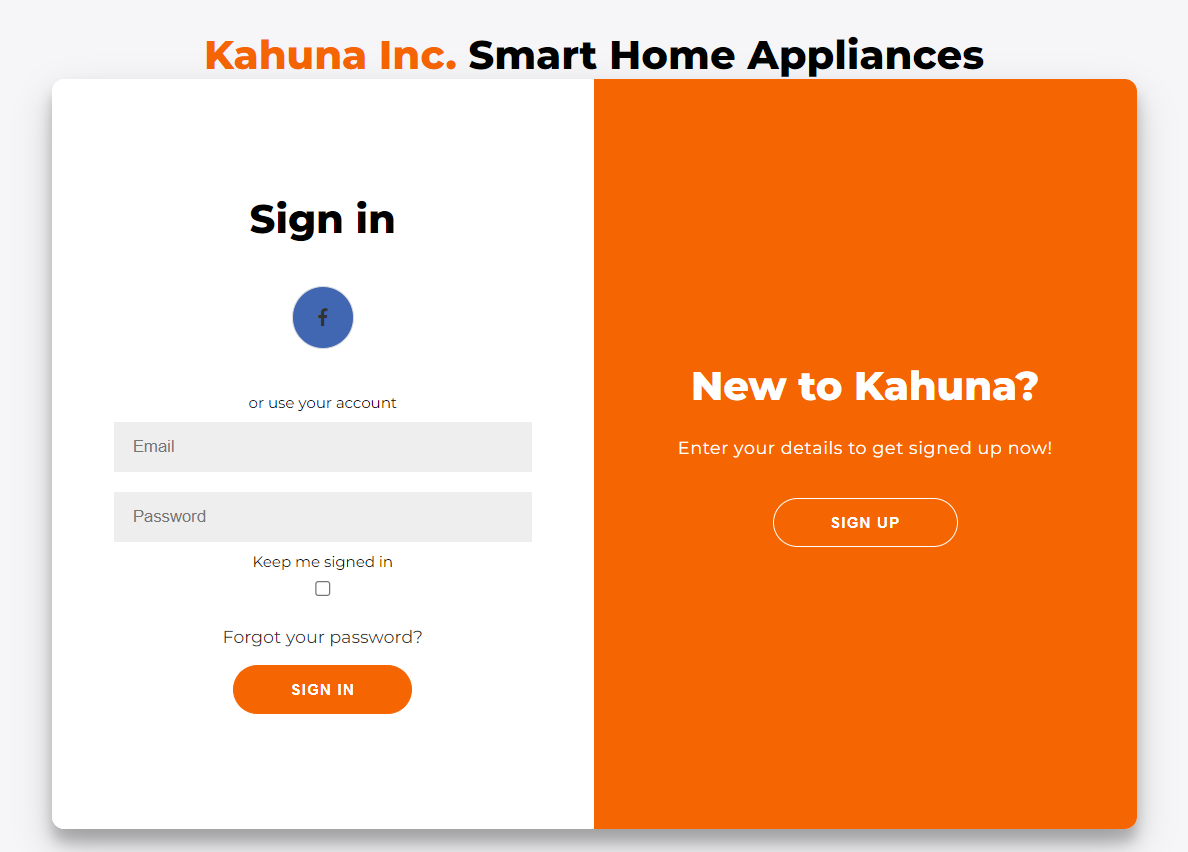 Kahuna Inc. Smart Home Appliances
Sign in
f
or use your account
Email
Password
Keep me signed in
Forgot your password?
SIGN IN
New to Kahuna?
Enter your details to get signed up now!
SIGN UP